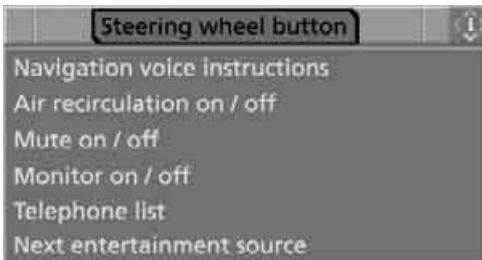 Steering wheel button
Navigation voice instructions
Air recirculation on / off
Mute on / off
Monitor on / off
Telephone list
Next entertainment source